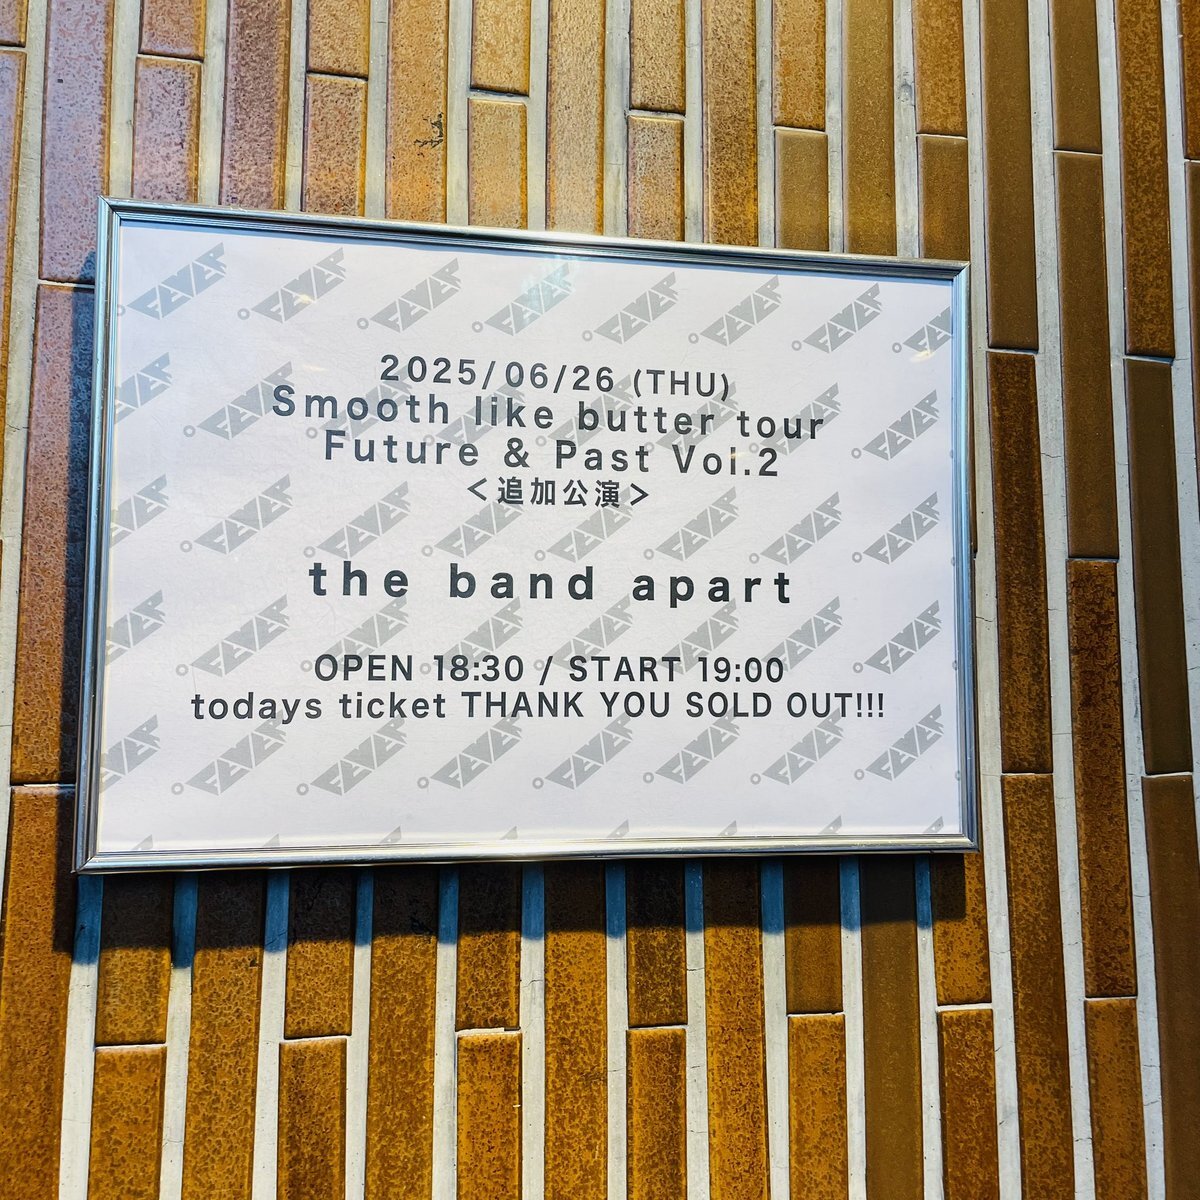 2025/06/26 (THU)
Smooth like butter tour
Future & Past Vol.2
<追加公演>
the band apart
OPEN 18:30 / START 19:00
todays ticket THANK YOU SOLD OUT!!!
FEVER